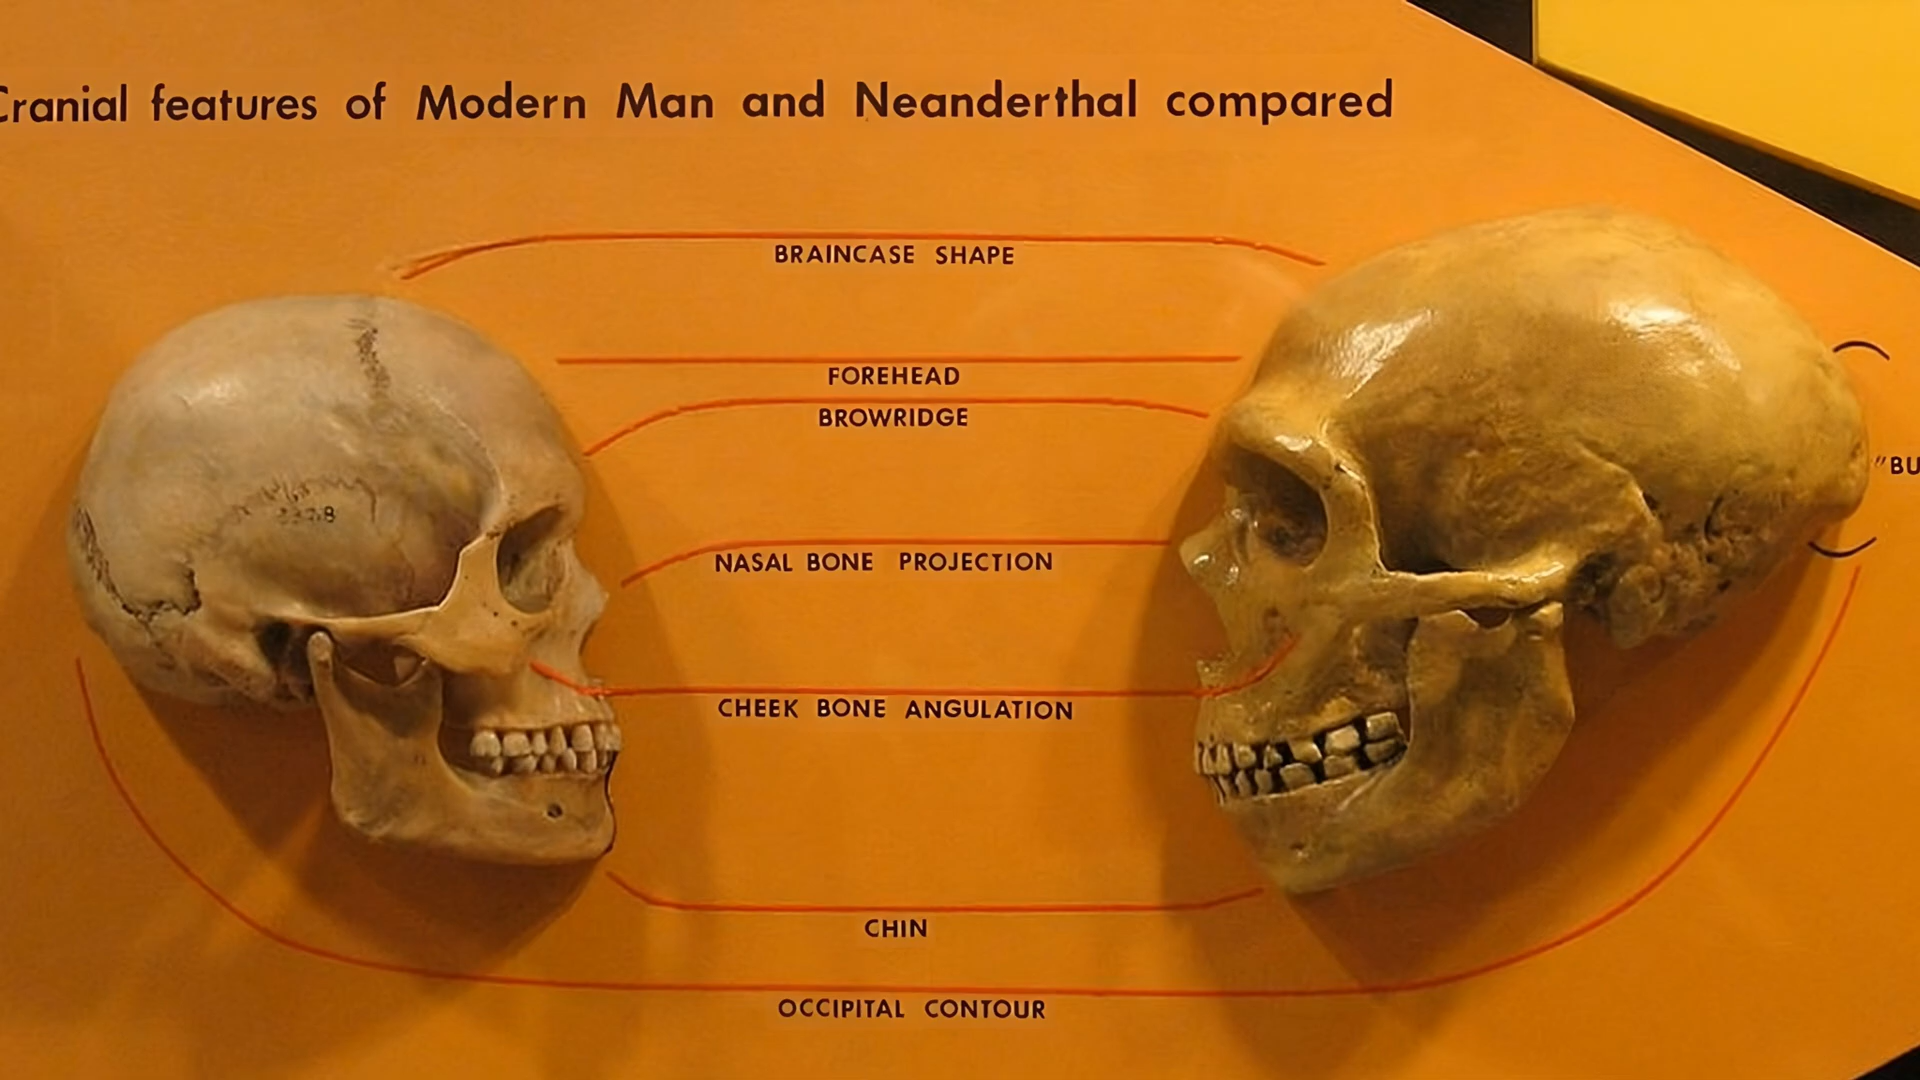 Cranial features of Modern Man and Neanderthal compared
BRAINCASE SHAPE
FOREHEAD
BROWRIDGE
"BU
NASAL BONE PROJECTION
CHEEK BONE ANGULATION
CHIN
OCCIPITAL CONTOUR